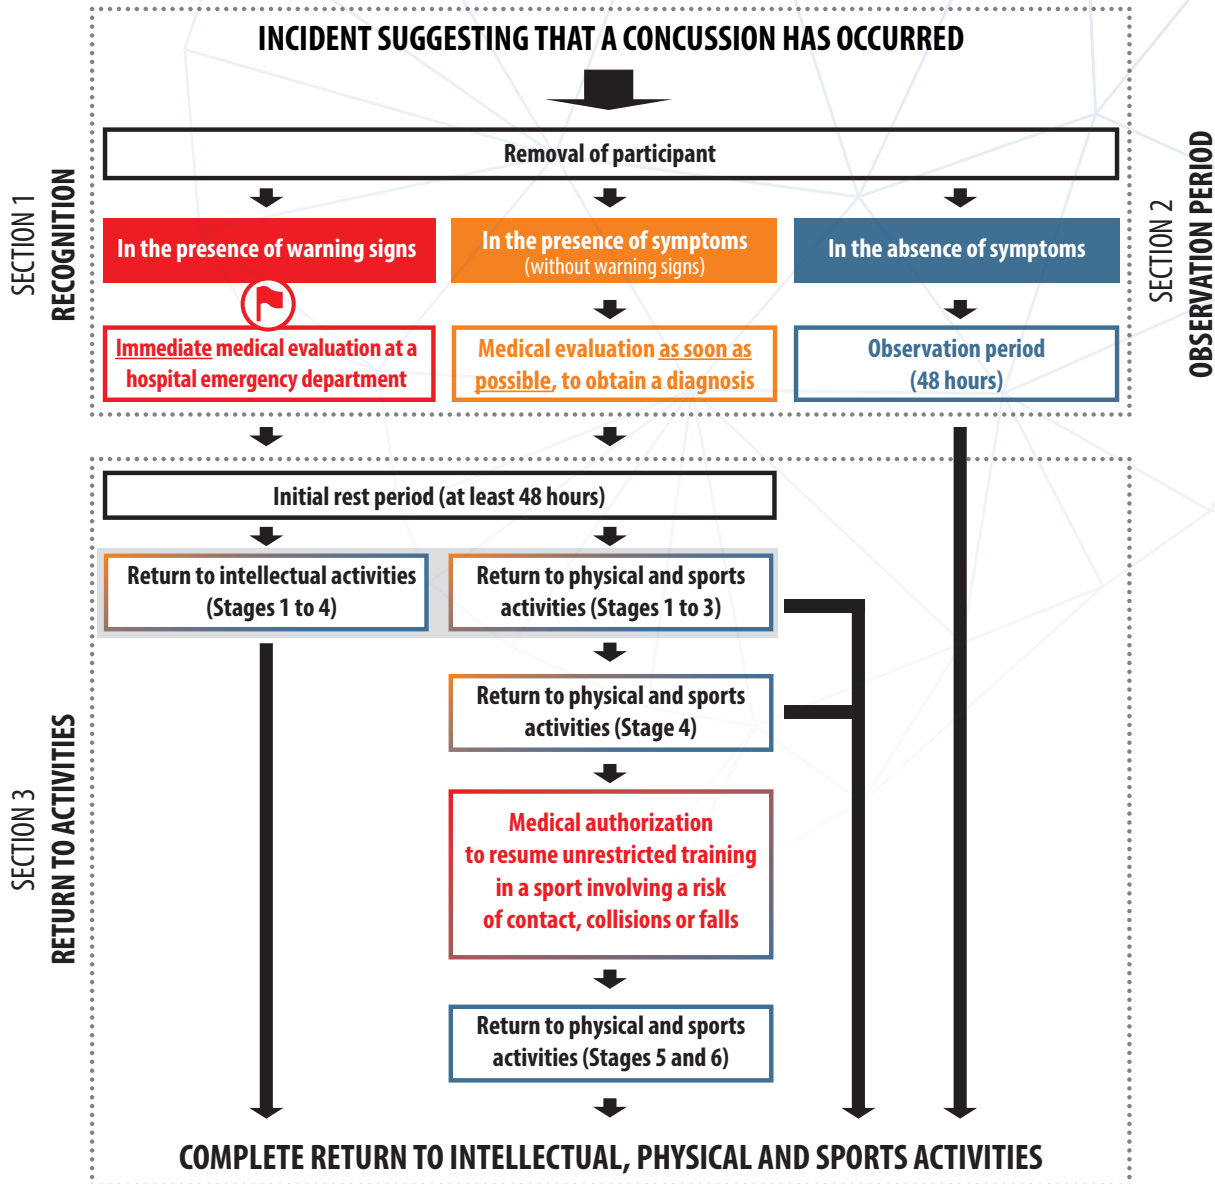 INCIDENT SUGGESTING THAT A CONCUSSION HAS OCCURRED
Removal of participant
SECTION 1
RECOGNITION
SECTION 2
OBSERVATION PERIOD
In the presence of warning signs
In the presence of symptoms
(without warning signs)
In the absence of symptoms
Immediate medical evaluation at a
hospital emergency department
Medical evaluation as soon as
possible, to obtain a diagnosis
Observation period
(48 hours)
SECTION 3
RETURN TO ACTIVITIES
Initial rest period (at least 48 hours)
Return to intellectual activities
(Stages 1 to 4)
Return to physical and sports
activities (Stages 1 to 3)
Return to physical and sports
activities (Stage 4)
Medical authorization
to resume unrestricted training
in a sport involving a risk
of contact, collisions or falls
Return to physical and sports
activities (Stages 5 and 6)
COMPLETE RETURN TO INTELLECTUAL, PHYSICAL AND SPORTS ACTIVITIES